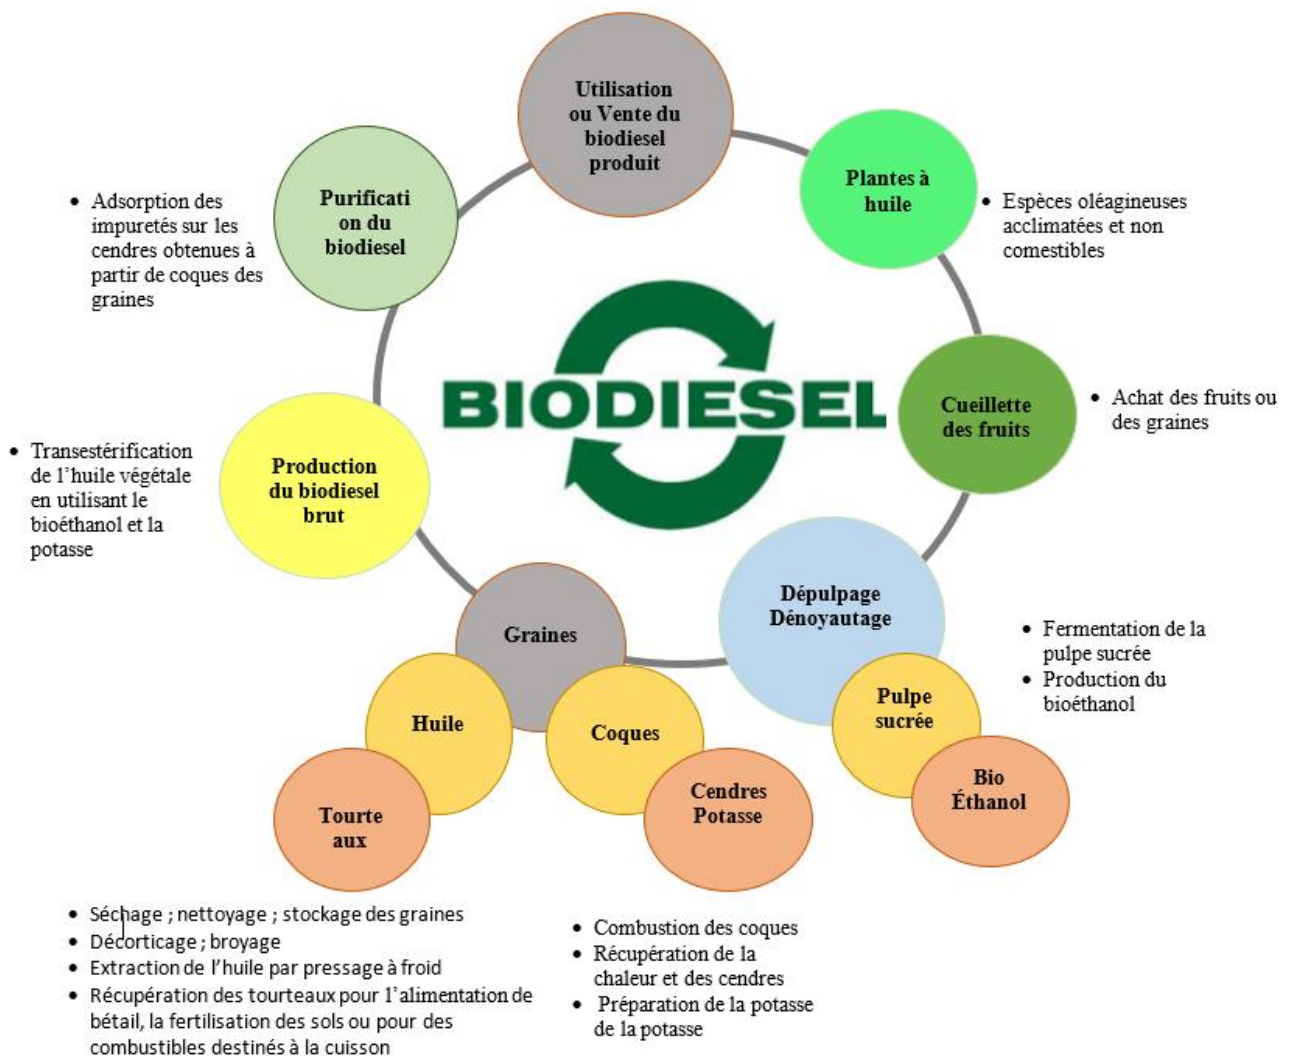 Utilisation
ou Vente du
biodiesel
produit
Plantes à
huile
• Espèces oléagineuses
acclimatées et non
comestibles
Cueillette
des fruits
• Achat des fruits ou
des graines
Dépulpage
Dénoyautage
• Fermentation de la
pulpe sucrée
• Production du
bioéthanol
Pulpe
sucrée
Bio
Éthanol
Graines
Huile
Coques
Tourte
aux
Cendres
Potasse
• Séchage ; nettoyage ; stockage des graines
• Décorticage ; broyage
• Extraction de l’huile par pressage à froid
• Récupération des tourteaux pour l’alimentation de
bétail, la fertilisation des sols ou pour des
combustibles destinés à la cuisson
• Combustion des coques
• Récupération de la
chaleur et des cendres
• Préparation de la potasse
de la potasse
Production
du biodiesel
brut
• Transestérification
de l’huile végétale
en utilisant le
bioéthanol et la
potasse
Purificati
on du
biodiesel
• Adsorption des
impuretés sur les
cendres obtenues à
partir de coques des
graines
BIODIESEL